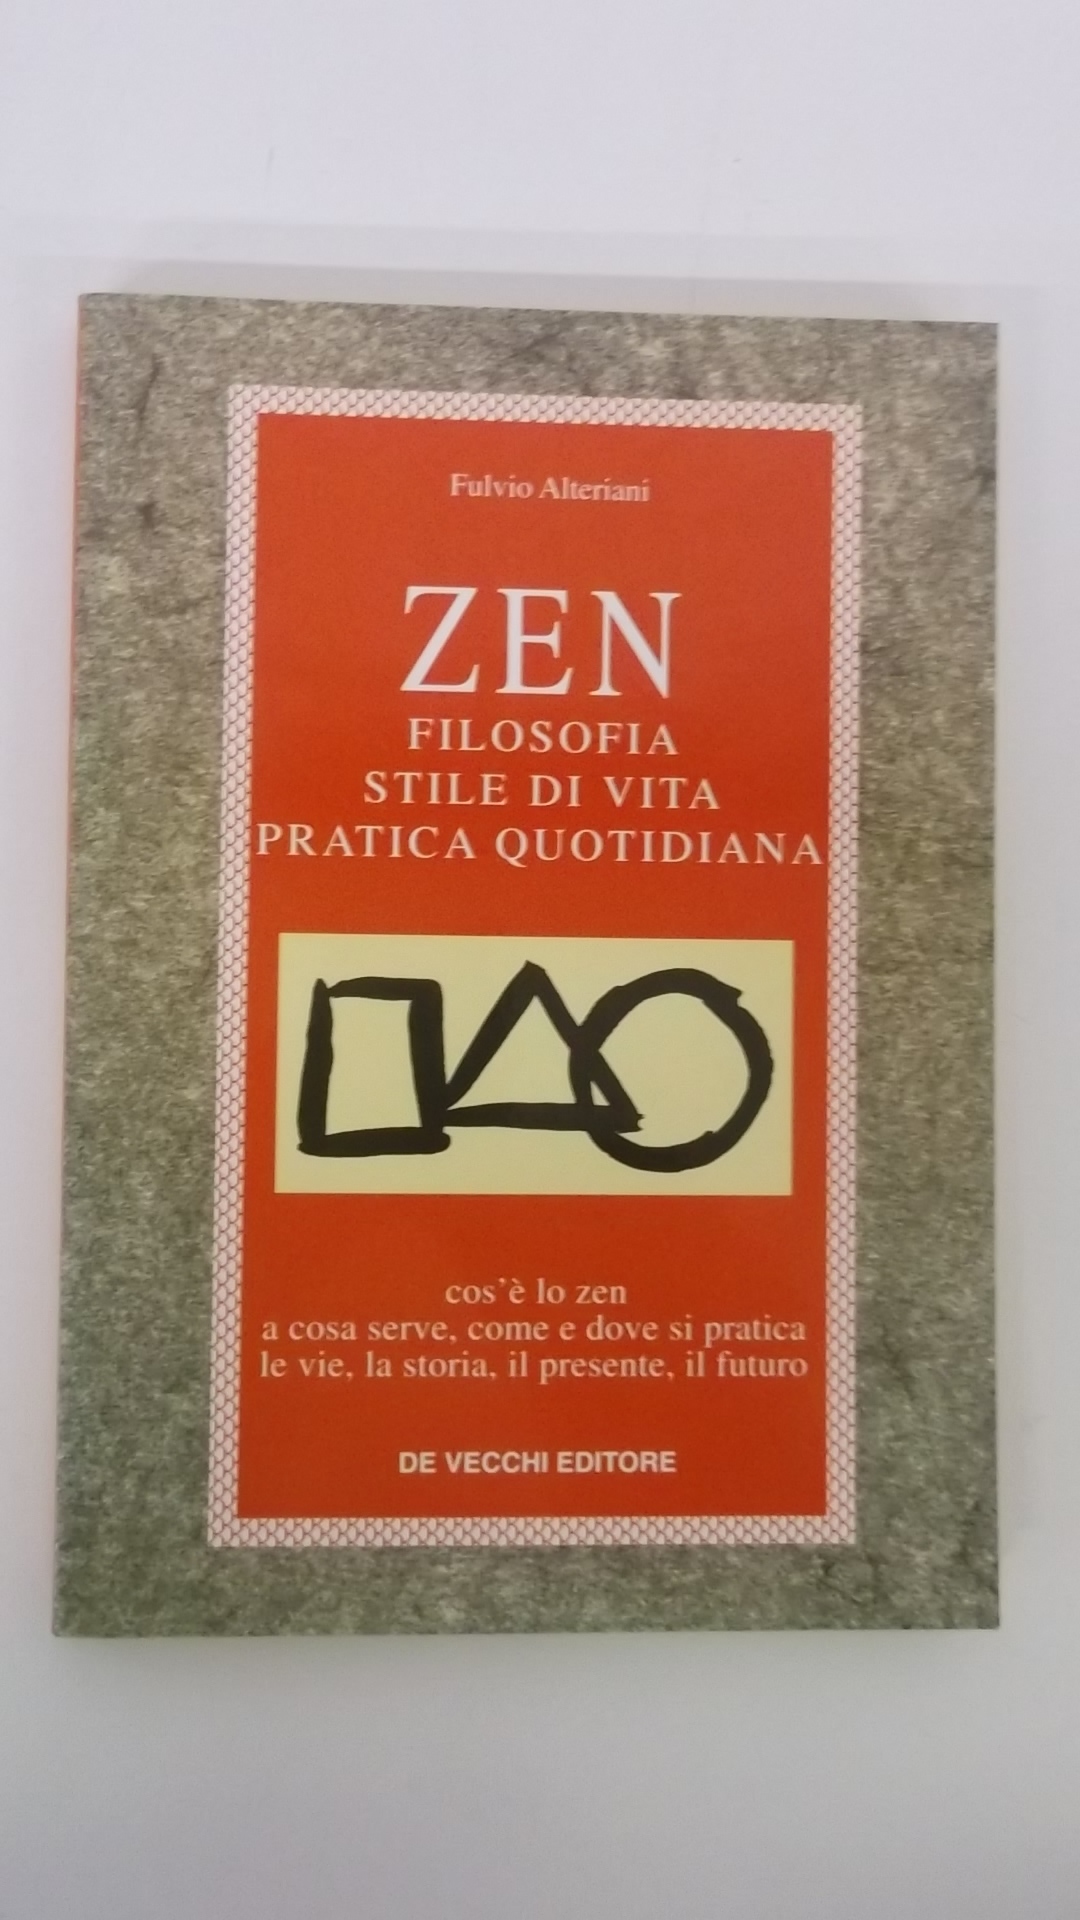 Fulvio Alteriani
ZEN
FILOSOFIA
STILE DI VITA
PRATICA QUOTIDIANA
cos'è lo zen
a cosa serve, come e dove si pratica
le vie, la storia, il presente, il futuro
DE VECCHI EDITORE